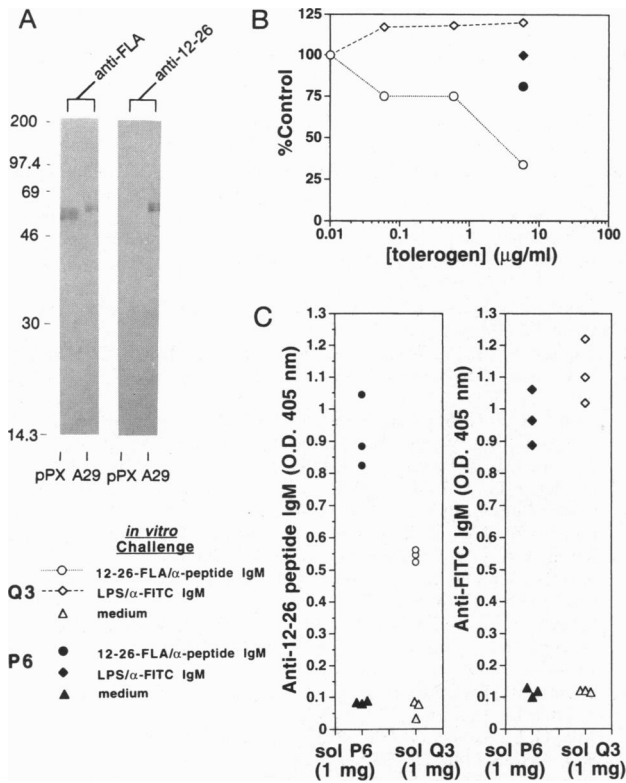 A
anti-FLA
anti-12-26
200
97.4
69
46
30
14.3
pPX A29 pPX A29
in vitro
Challenge
Q3
12-26-FLA/α-peptide IgM
LPS/α-FITC IgM
medium
P6
12-26-FLA/α-peptide IgM
LPS/α-FITC IgM
medium
B
%Control
125
100
75
50
25
0
0.01 0.1 1 10 100
[tolerogen] (μg/ml)
C
Anti-12-26 peptide IgM (O.D. 405 nm)
1.3
1.2
1.1
1
0.9
0.8
0.7
0.6
0.5
0.4
0.3
0.2
0.1
0
sol P6 sol Q3
(1 mg) (1 mg)
Anti-FITC IgM (O.D. 405 nm)
1.3
1.2
1.1
1
0.9
0.8
0.7
0.6
0.5
0.4
0.3
0.2
0.1
0
sol P6 sol Q3
(1 mg) (1 mg)